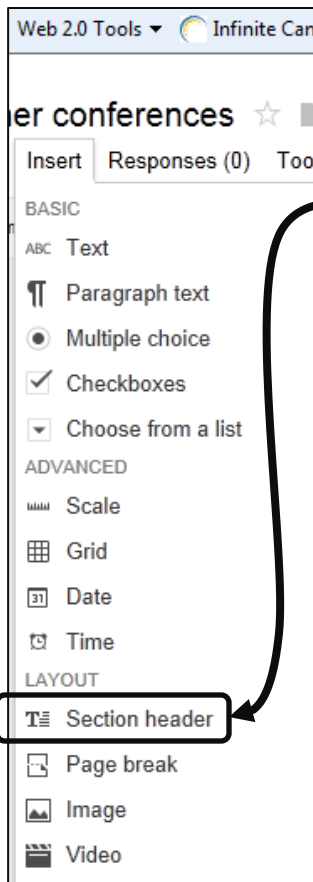 Web 2.0 Tools Infinite Can
er conferences
Insert Responses (0) Too
BASIC
ABC Text
Paragraph text
Multiple choice
Checkboxes
Choose from a list
ADVANCED
Scale
Grid
31 Date
Time
LAYOUT
Section header
Page break
Image
Video